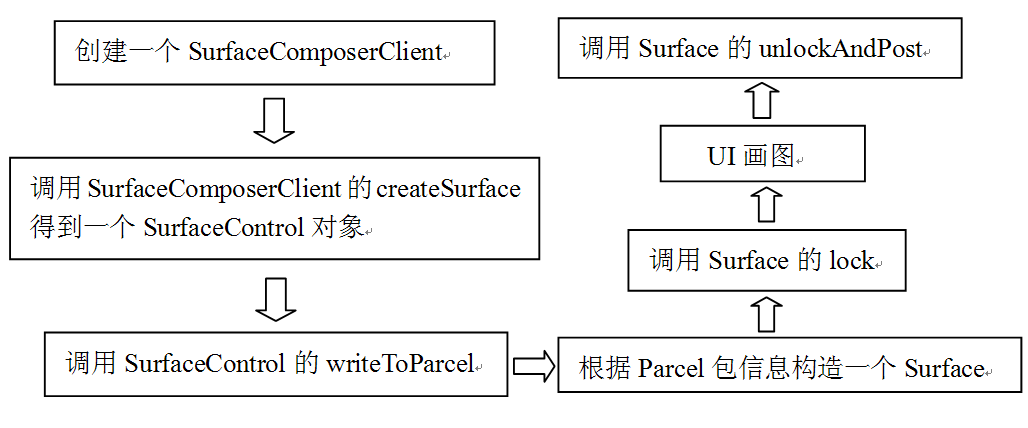 创建一个 SurfaceComposerClient
调用 SurfaceComposerClient 的 createSurface
得到一个 SurfaceControl 对象
调用 SurfaceControl 的 writeToParcel
根据 Parcel 包信息构造一个 Surface
调用 Surface 的 lock
UI 画图
调用 Surface 的 unlockAndPost